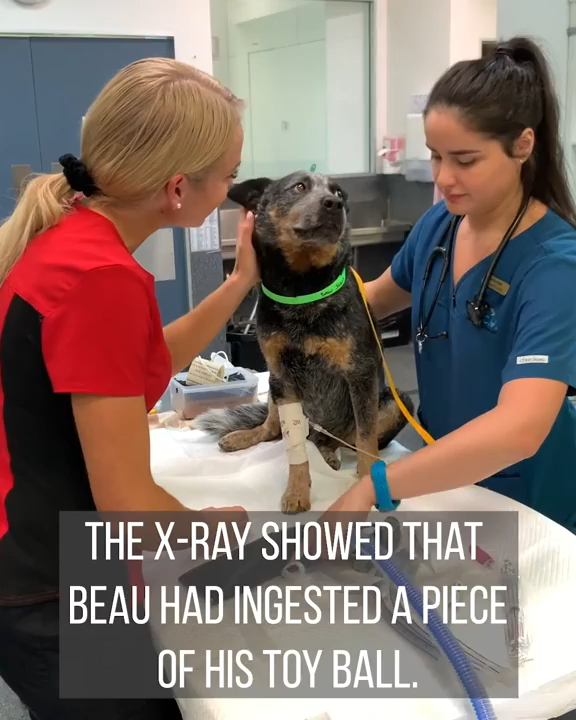 THE X-RAY SHOWED THAT
BEAU HAD INGESTED A PIECE
OF HIS TOY BALL.